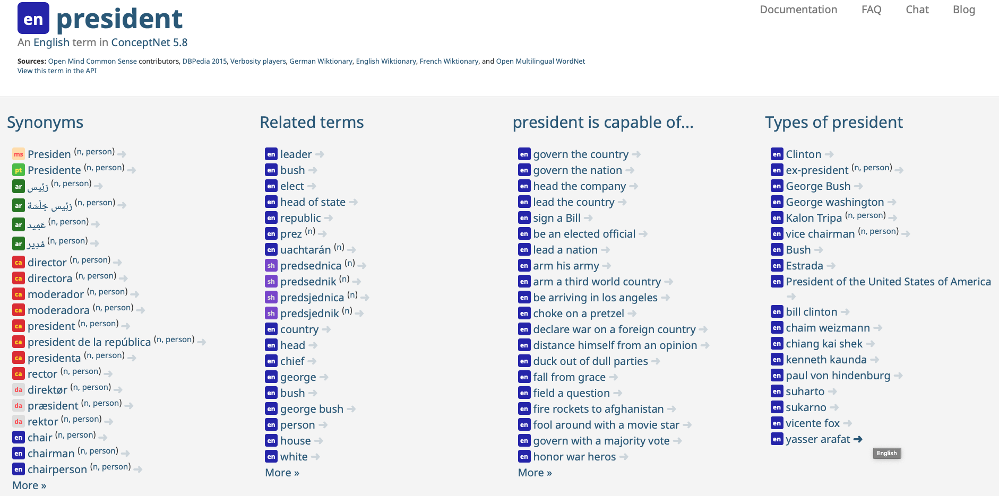 en president
Documentation FAQ Chat Blog
An English term in ConceptNet 5.8
Sources: Open Mind Common Sense contributors, DBPedia 2015, Verbosity players, German Wiktionary, English Wiktionary, French Wiktionary, and Open Multilingual WordNet
View this term in the API
Synonyms
ms Presiden (n, person) ➜
pt Presidente (n, person) ➜
ar رَئِيس (n, person) ➜
ar رَئِيس جَلْسَة (n, person) ➜
ar عَمِيد (n, person) ➜
ar مُدِير (n, person) ➜
ca director (n, person) ➜
ca directora (n, person) ➜
ca moderador (n, person) ➜
ca moderadora (n, person) ➜
ca president (n, person) ➜
ca president de la república (n, person) ➜
ca presidenta (n, person) ➜
ca rector (n, person) ➜
da direktør (n, person) ➜
da præsident (n, person) ➜
da rektor (n, person) ➜
en chair (n, person) ➜
en chairman (n, person) ➜
en chairperson (n, person) ➜
More »
Related terms
en leader ➜
en bush ➜
en elect ➜
en head of state ➜
en republic ➜
en prez (n) ➜
en uachtarán (n) ➜
sh predsednica (n) ➜
sh predsednik (n) ➜
sh predsjednica (n) ➜
sh predsjednik (n) ➜
en country ➜
en head ➜
en chief ➜
en george ➜
en bush ➜
en george bush ➜
en person ➜
en house ➜
en white ➜
More »
president is capable of...
en govern the country ➜
en govern the nation ➜
en head the company ➜
en lead the country ➜
en sign a Bill ➜
en be an elected official ➜
en lead a nation ➜
en arm his army ➜
en arm a third world country ➜
en be arriving in los angeles ➜
en choke on a pretzel ➜
en declare war on a foreign country ➜
en distance himself from an opinion ➜
en duck out of dull parties ➜
en fall from grace ➜
en field a question ➜
en fire rockets to afghanistan ➜
en fool around with a movie star ➜
en govern with a majority vote ➜
en honor war heros ➜
More »
Types of president
en Clinton ➜
en ex-president (n, person) ➜
en George Bush ➜
en George washington ➜
en Kalon Tripa (n, person) ➜
en vice chairman (n, person) ➜
en Bush ➜
en Estrada ➜
en President of the United States of America
➜
en bill clinton ➜
en chaim weizmann ➜
en chiang kai shek ➜
en kenneth kaunda ➜
en paul von hindenburg ➜
en suharto ➜
en sukarno ➜
en vicente fox ➜
en yasser arafat ➜
English